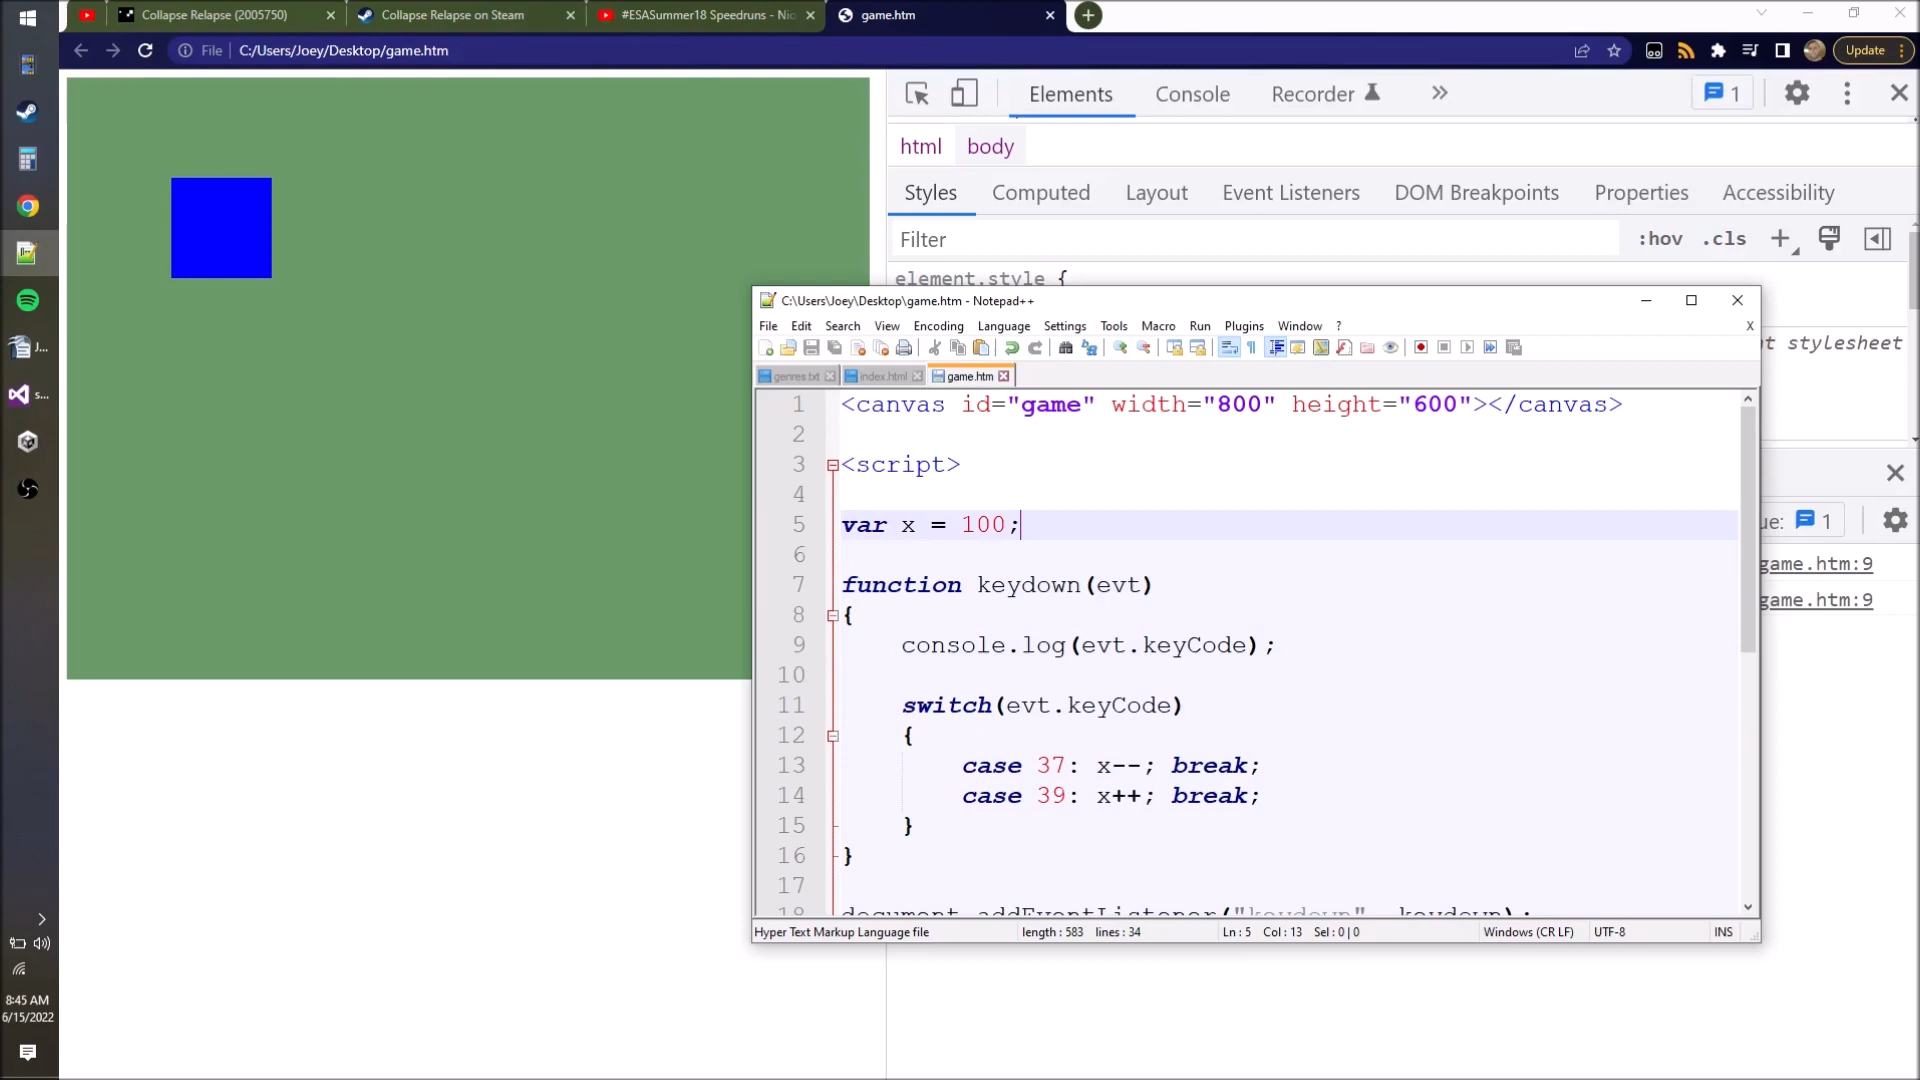 Collapse Relapse (2005750)
Collapse Relapse on Steam
#ESASummer18 Speedruns - Nic
game.htm
File
C:/Users/Joey/Desktop/game.htm
Update
Elements
Console
Recorder
1
html
body
Styles
Computed
Layout
Event Listeners
DOM Breakpoints
Properties
Accessibility
Filter
:hov
.cls
element.style {
t stylesheet
C:\Users\Joey\Desktop\game.htm - Notepad++
File Edit Search View Encoding Language Settings Tools Macro Run Plugins Window ?
X
genres.txt
index.html
game.htm
1 <canvas id="game" width="800" height="600"></canvas>
2
3 <script>
4
5 var x = 100;
6
7 function keydown(evt)
8 {
9 console.log(evt.keyCode);
10
11 switch(evt.keyCode)
12 {
13 case 37: x--; break;
14 case 39: x++; break;
15 }
16 }
17
18 document.addEventListener("keydown", keydown);
ue:
1
game.htm:9
game.htm:9
Hyper Text Markup Language file
length : 583 lines : 34
Ln : 5 Col : 13 Sel : 0 | 0
Windows (CR LF)
UTF-8
INS
J...
s...
8:45 AM
6/15/2022